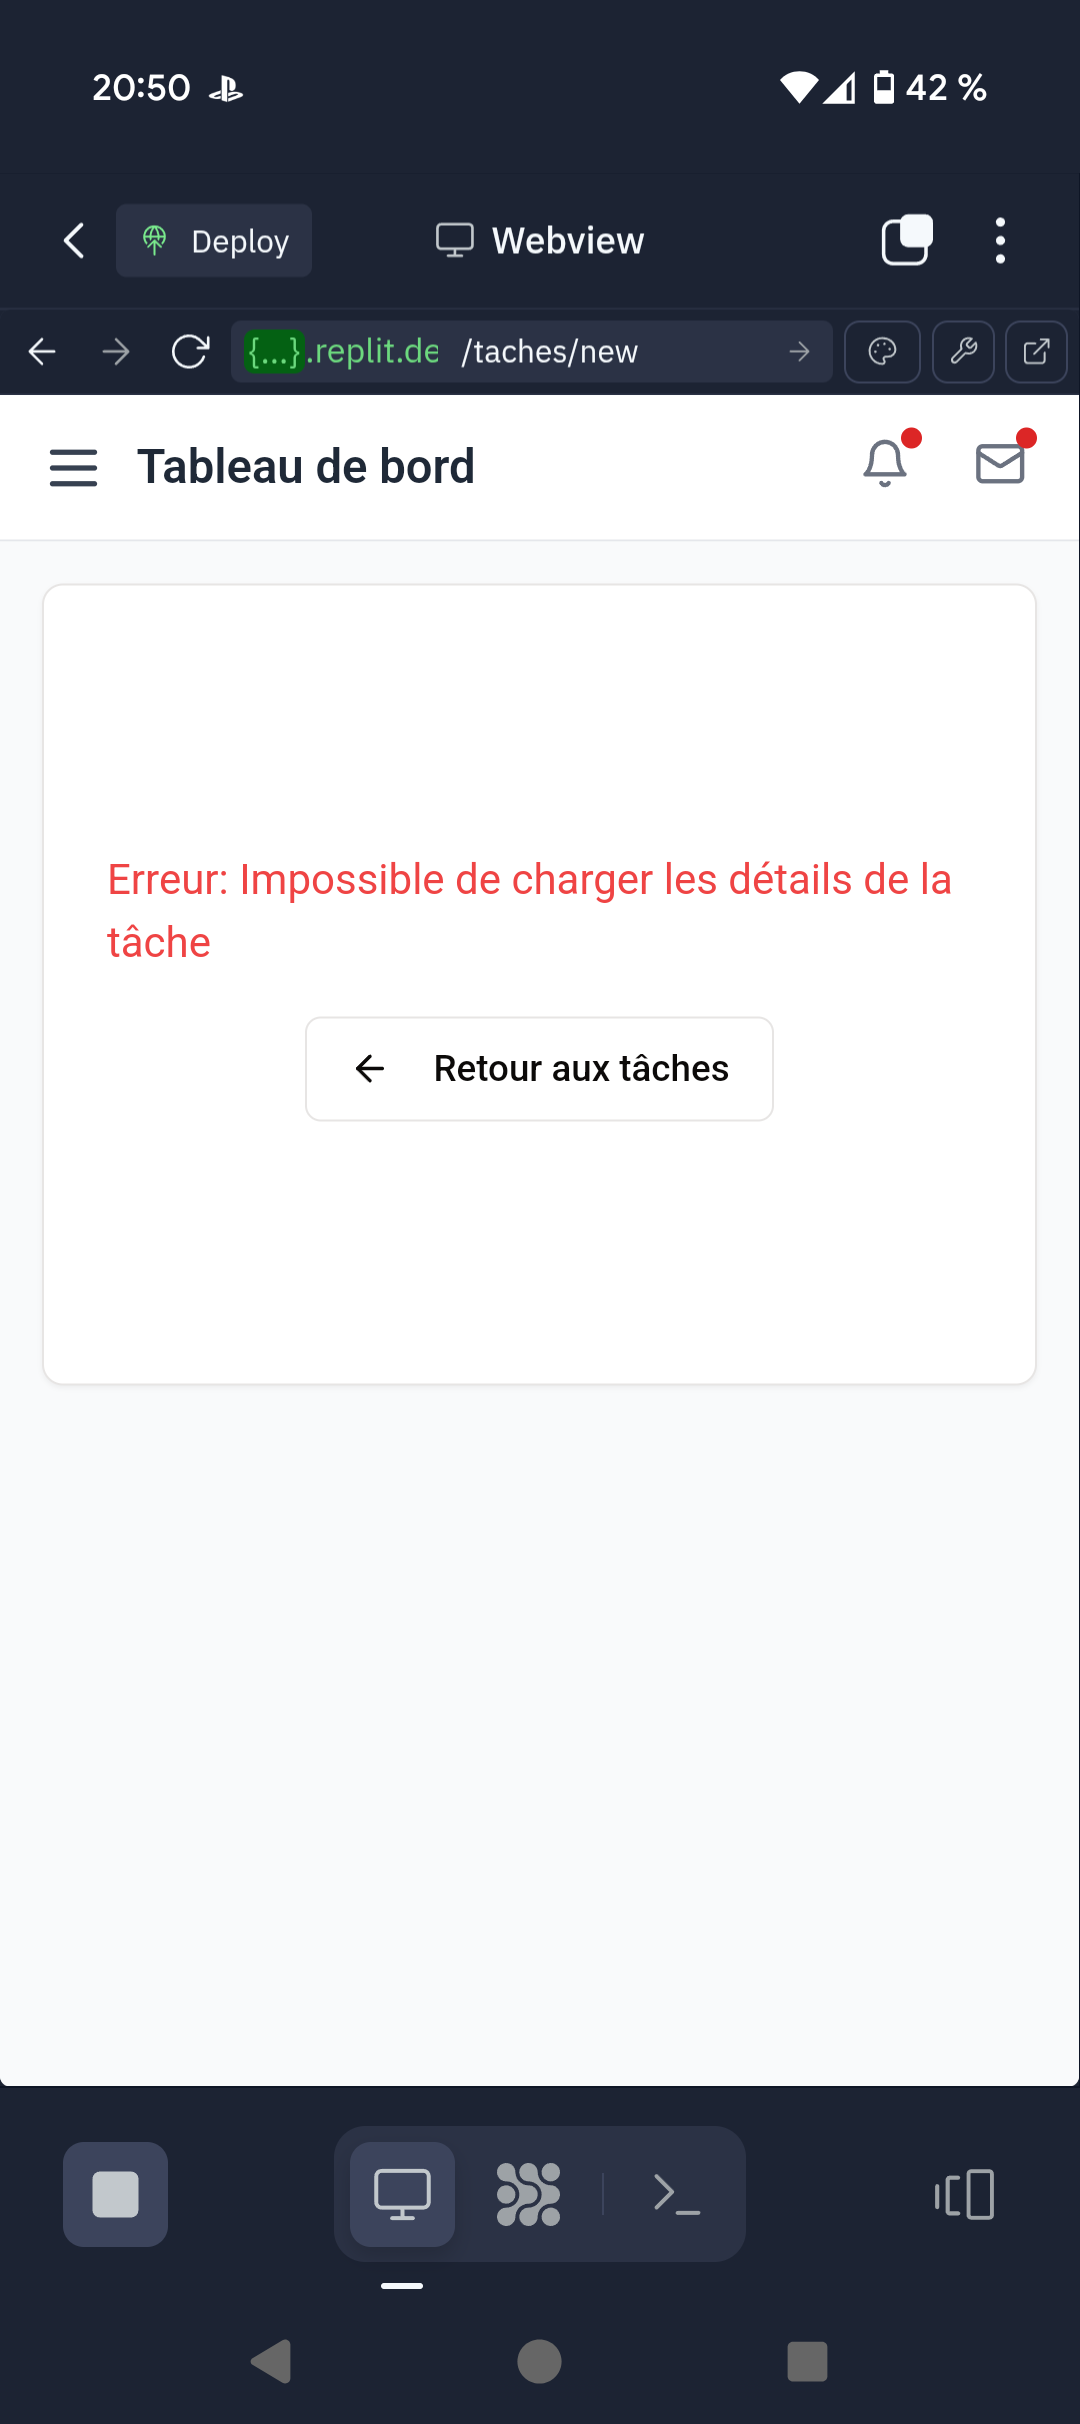 20:50
42 %
Deploy
Webview
{...}.replit.de /taches/new
Tableau de bord
Erreur: Impossible de charger les détails de la
tâche
Retour aux tâches